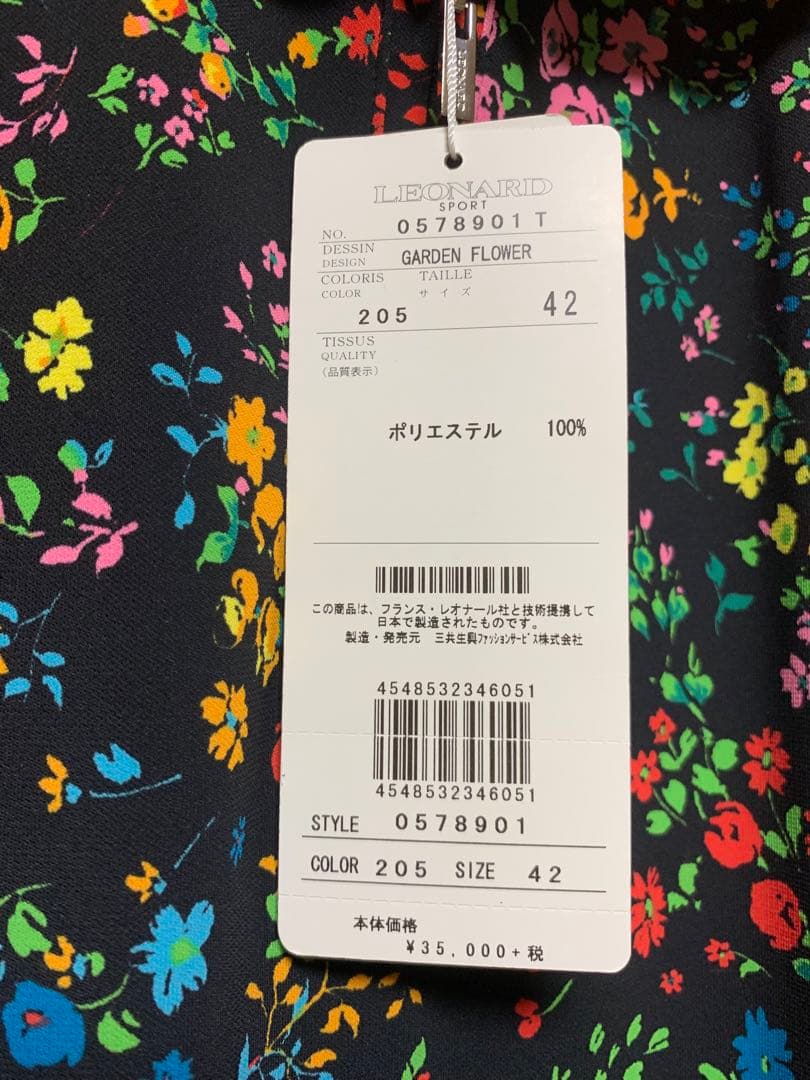 LEONARD
SPORT
NO. 0578901 T
DESSIN
DESIGN GARDEN FLOWER
COLORIS TAILLE
COLOR サイズ
205 42
TISSUS
QUALITY
(品質表示)
ポリエステル 100%
この商品は、フランス・レオナール社と技術提携して
日本で製造されたものです。
製造・発売元 三共生興ファッションサービス株式会社
4548532346051
4548532346051
STYLE 0578901
COLOR 205 SIZE 42
本体価格
¥35,000+税